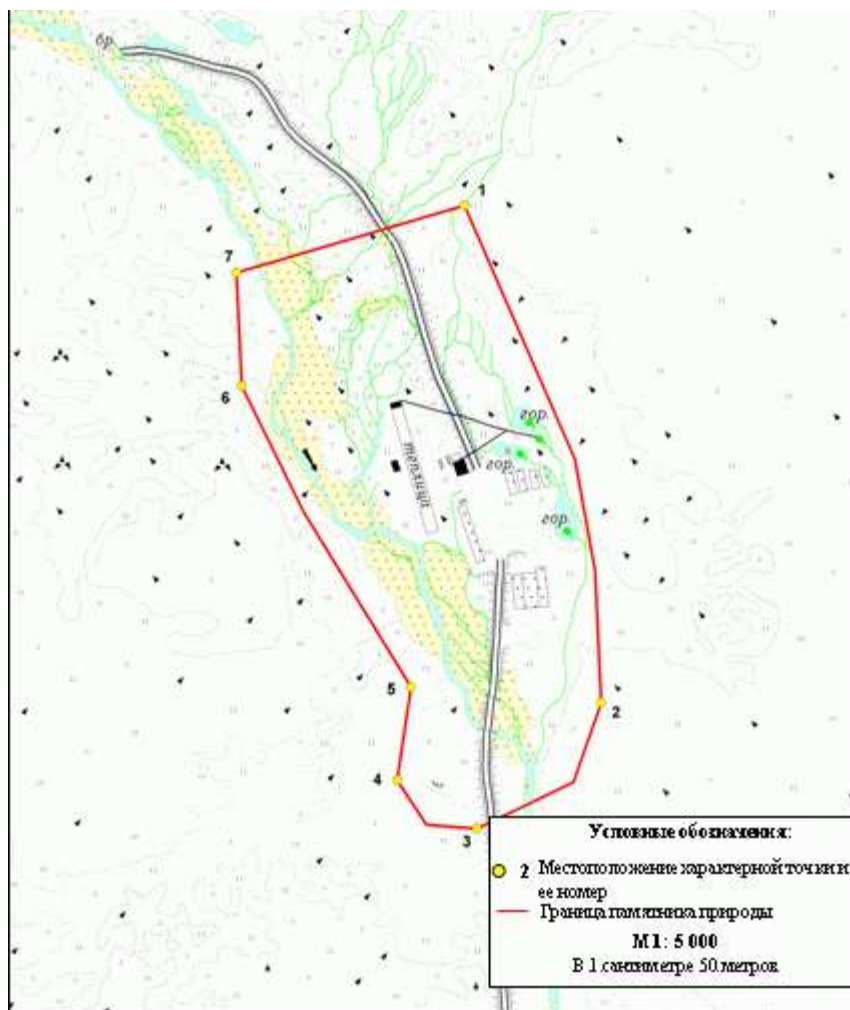 бр.
1
7
6
гор.
гор.
теплица
гор.
5
2
4
3
Условные обозначения:
2 Местоположение характерной точки и
ее номер
Граница памятника природы
М 1: 5 000
В 1 сантиметре 50 метров